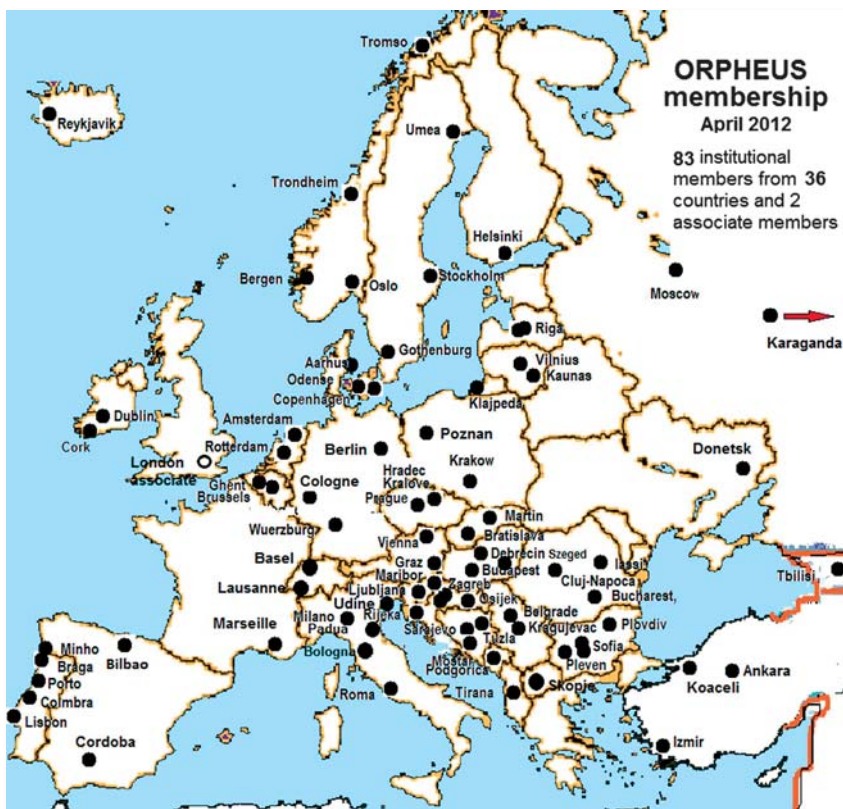 Tromso
ORPHEUS
membership
April 2012
83 institutional
members from 36
countries and 2
associate members
Reykjavik
Umea
Trondheim
Helsinki
Bergen
Oslo
Stockholm
Moscow
Karaganda
Riga
Gothenburg
Aarhus
Odense
Copenhagen
Vilnius
Kaunas
Klajpeda
Dublin
Cork
Amsterdam
Rotterdam
London
associate
Ghent
Brussels
Berlin
Poznan
Cologne
Krakow
Hradec
Kralove
Prague
Donetsk
Wuerzburg
Martin
Bratislava
Vienna
Basel
Graz
Debrecin
Szeged
Iassi
Maribor
Budapest
Cluj-Napoca
Tbilisi
Lausanne
Ljubljana
Zagreb
Bucharest,
Udine
Osijek
Milano
Rijeka
Belgrade
Marseille
Padua
Sarajevo
Kragujevac
Plovdiv
Minho
Bilbao
Bologna
Tuzla
Sofia
Braga
Mostar
Pleven
Porto
Podgorica
Skopje
Ankara
Koaceli
Coimbra
Roma
Tirana
Lisbon
Cordoba
Izmir